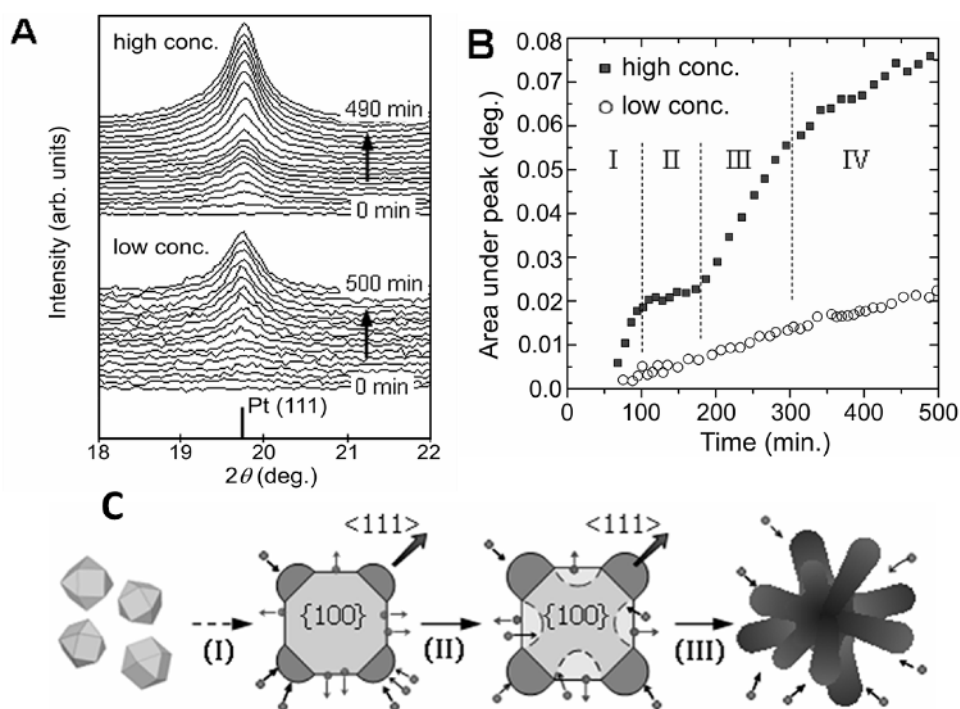 A
high conc.
490 min
0 min
low conc.
500 min
0 min
Pt (111)
Intensity (arb. units)
18 19 20 21 22
2θ (deg.)
B
high conc.
low conc.
I II III IV
Area under peak (deg.)
0.08
0.07
0.06
0.05
0.04
0.03
0.02
0.01
0.0
0 100 200 300 400 500
Time (min.)
C
<111> <111>
{100} {100}
(I) (II) (III)